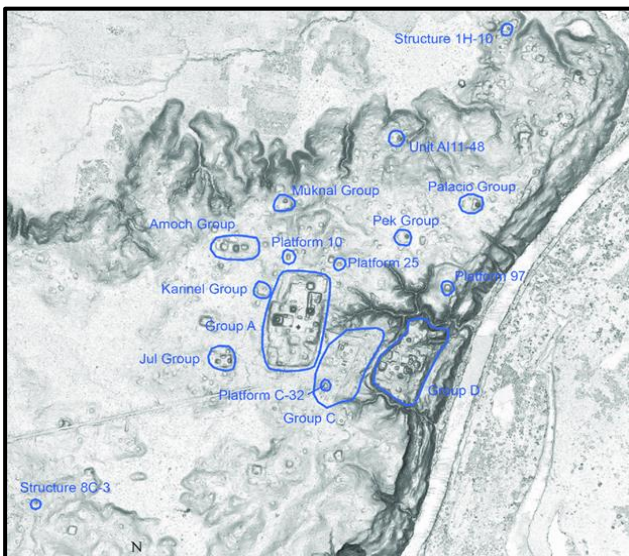 Structure 1H-10
Unit AI11-48
Muknal Group
Palacio Group
Amoch Group
Pek Group
Platform 10
Platform 25
Karinel Group
Platform 97
Group A
Jul Group
Platform C-32
Group D
Group C
Structure 8C-3
N